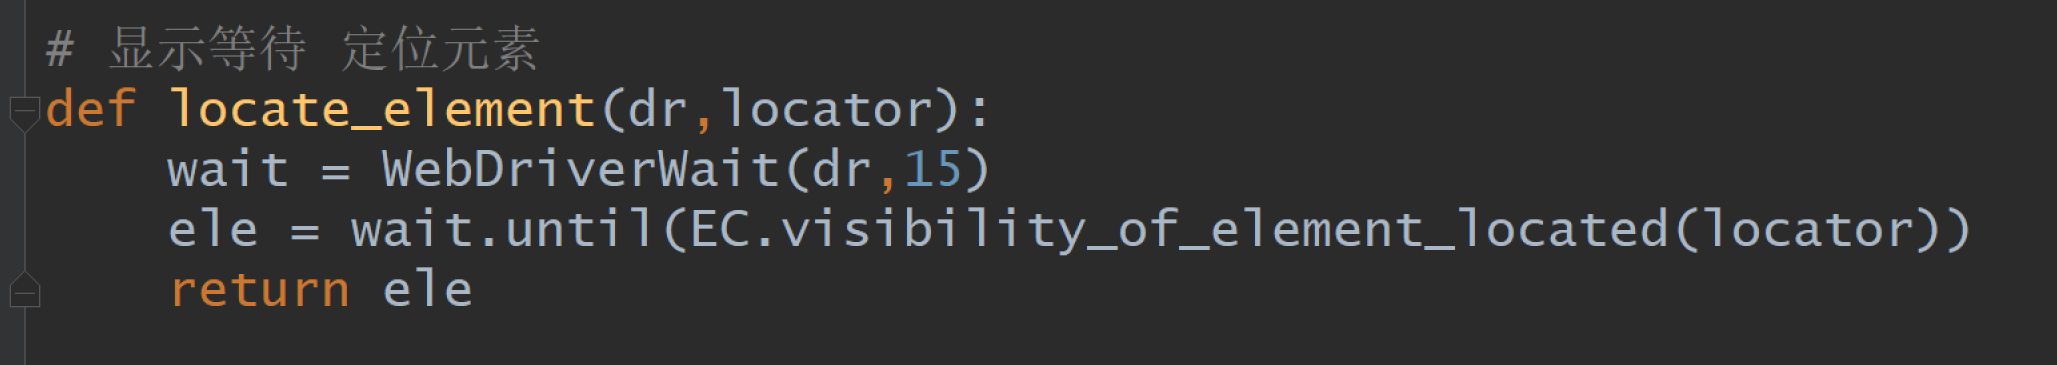 # 显示等待 定位元素
def locate_element(dr,locator):
    wait = WebDriverWait(dr,15)
    ele = wait.until(EC.visibility_of_element_located(locator))
    return ele